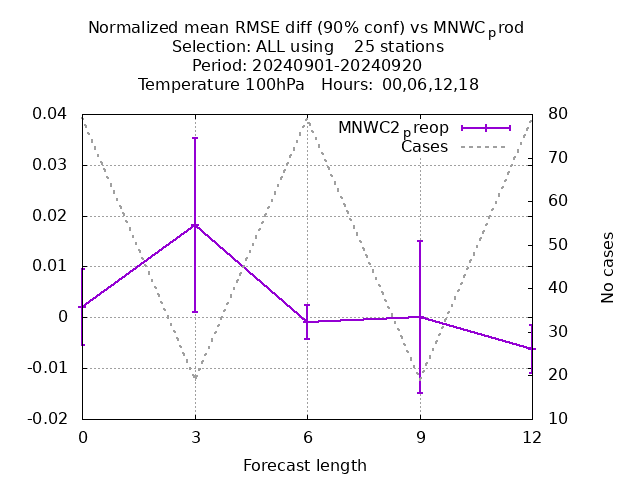 Normalized mean RMSE diff (90% conf) vs MNWCprod
Selection: ALL using 25 stations
Period: 20240901-20240920
Temperature 100hPa Hours: 00,06,12,18
MNWC2preop
Cases
0.04
0.03
0.02
0.01
0
-0.01
-0.02
80
70
60
50
40
30
20
10
No cases
0 3 6 9 12
Forecast length